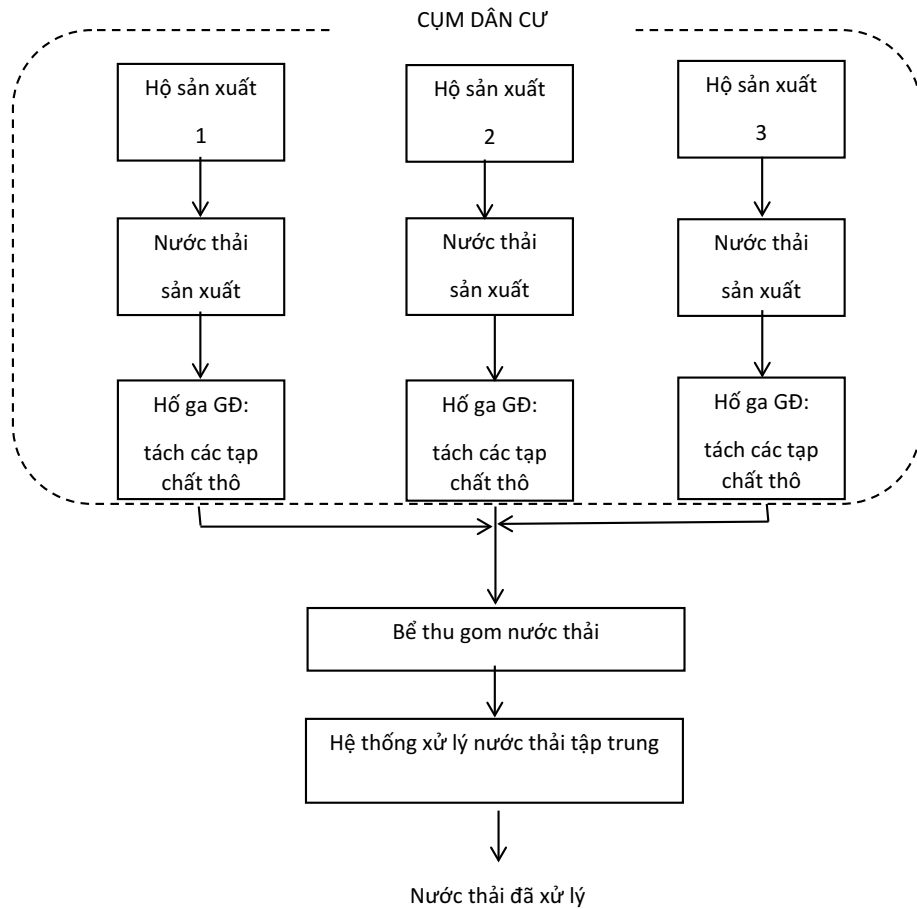 CỤM DÂN CƯ
Hộ sản xuất
1
Hộ sản xuất
2
Hộ sản xuất
3
Nước thải
sản xuất
Nước thải
sản xuất
Nước thải
sản xuất
Hố ga GĐ:
tách các tạp
chất thô
Hố ga GĐ:
tách các tạp
chất thô
Hố ga GĐ:
tách các tạp
chất thô
Bể thu gom nước thải
Hệ thống xử lý nước thải tập trung
Nước thải đã xử lý